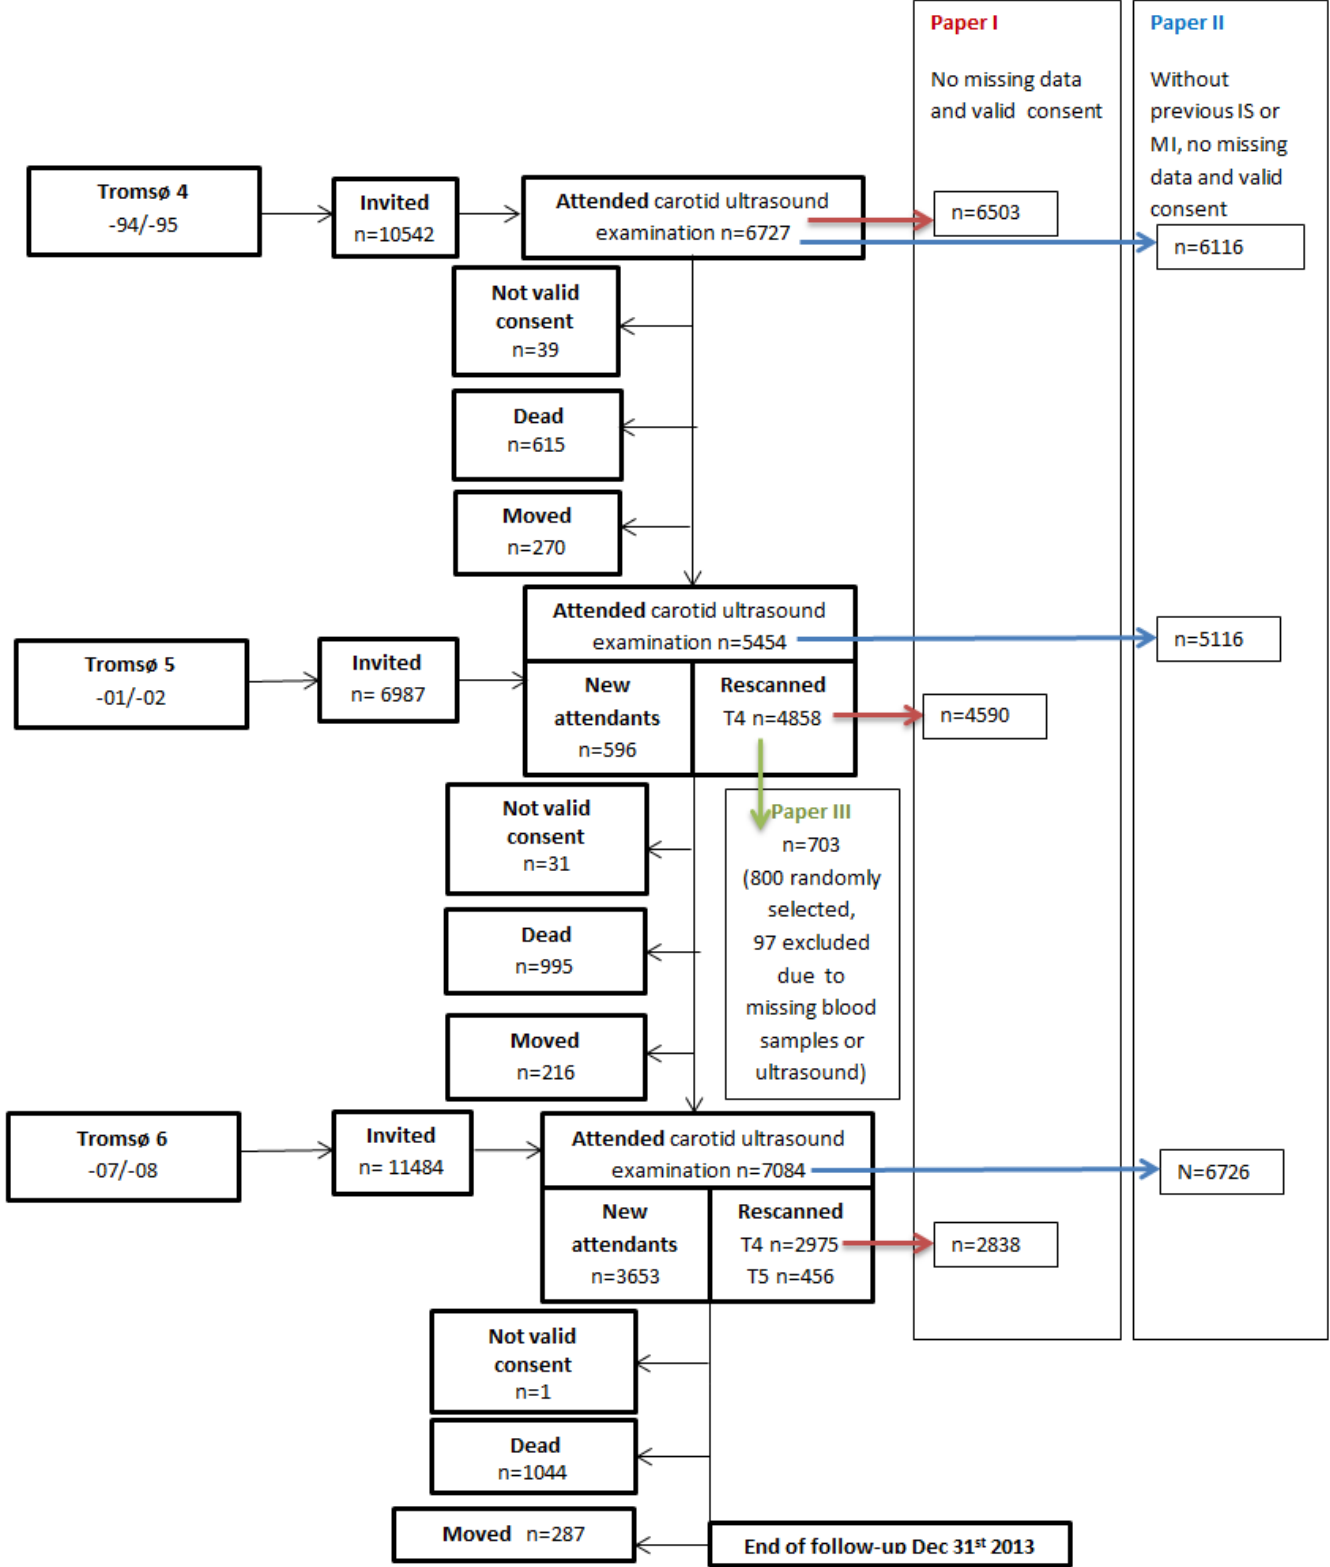 Paper I
No missing data
and valid consent
Paper II
Without
previous IS or
MI, no missing
data and valid
consent
Tromsø 4
-94/-95
Invited
n=10542
Attended carotid ultrasound
examination n=6727
n=6503
n=6116
Not valid
consent
n=39
Dead
n=615
Moved
n=270
Attended carotid ultrasound
examination n=5454
n=5116
Tromsø 5
-01/-02
Invited
n= 6987
New
attendants
n=596
Rescanned
T4 n=4858
n=4590
Not valid
consent
n=31
Dead
n=995
Moved
n=216
Paper III
n=703
(800 randomly
selected,
97 excluded
due to
missing blood
samples or
ultrasound)
Tromsø 6
-07/-08
Invited
n= 11484
Attended carotid ultrasound
examination n=7084
N=6726
New
attendants
n=3653
Rescanned
T4 n=2975
T5 n=456
n=2838
Not valid
consent
n=1
Dead
n=1044
Moved n=287
End of follow-up Dec 31st 2013